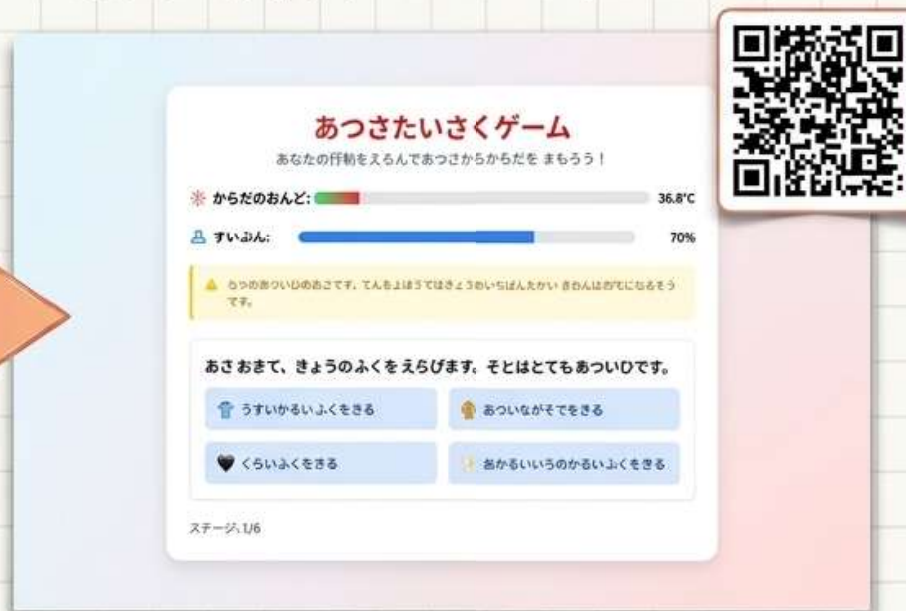 あつさたいさくゲーム
あなたの をえらんであつさからからだを まもろう！
からだのおんど: 36.8℃
すいぶん: 70%
です。
あさ おきて、きょうのふくを えらびます。そとはとてもあついひです。
うすいかるいふくをきる
あついながそでをきる
くらいふくをきる
あかるいいろのかるいふくをきる
ステージ: 1/6